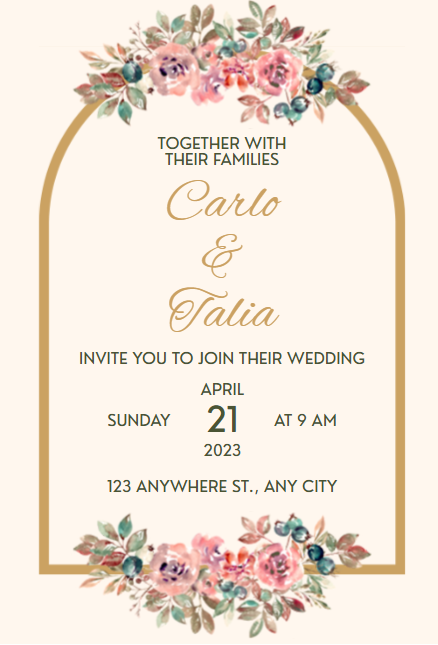 TOGETHER WITH
THEIR FAMILIES
Carlo
&
Talia
INVITE YOU TO JOIN THEIR WEDDING
APRIL
SUNDAY 21 AT 9 AM
2023
123 ANYWHERE ST., ANY CITY